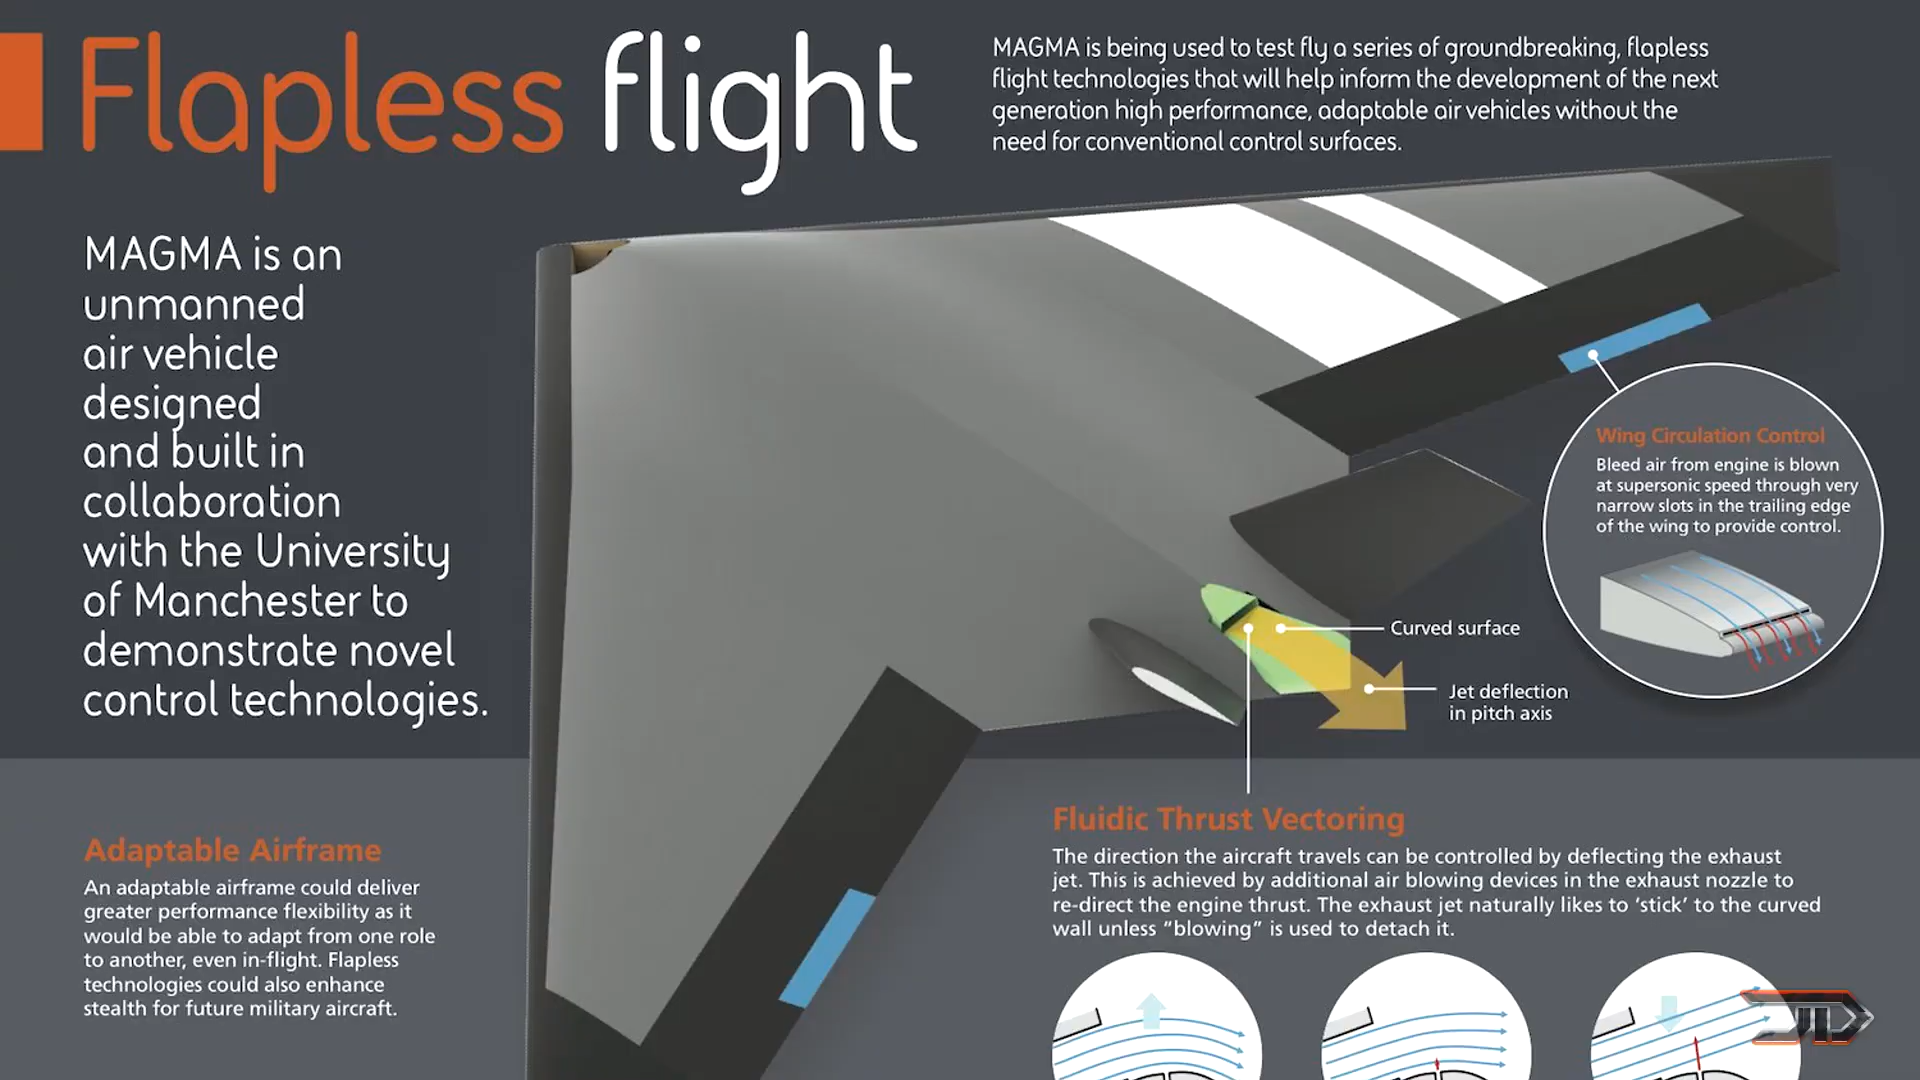 Flapless flight
MAGMA is being used to test fly a series of groundbreaking, flapless
flight technologies that will help inform the development of the next
generation high performance, adaptable air vehicles without the
need for conventional control surfaces.
MAGMA is an
unmanned
air vehicle
designed
and built in
collaboration
with the University
of Manchester to
demonstrate novel
control technologies.
Wing Circulation Control
Bleed air from engine is blown
at supersonic speed through very
narrow slots in the trailing edge
of the wing to provide control.
Curved surface
Jet deflection
in pitch axis
Adaptable Airframe
An adaptable airframe could deliver
greater performance flexibility as it
would be able to adapt from one role
to another, even in-flight. Flapless
technologies could also enhance
stealth for future military aircraft.
Fluidic Thrust Vectoring
The direction the aircraft travels can be controlled by deflecting the exhaust
jet. This is achieved by additional air blowing devices in the exhaust nozzle to
re-direct the engine thrust. The exhaust jet naturally likes to ‘stick’ to the curved
wall unless “blowing” is used to detach it.